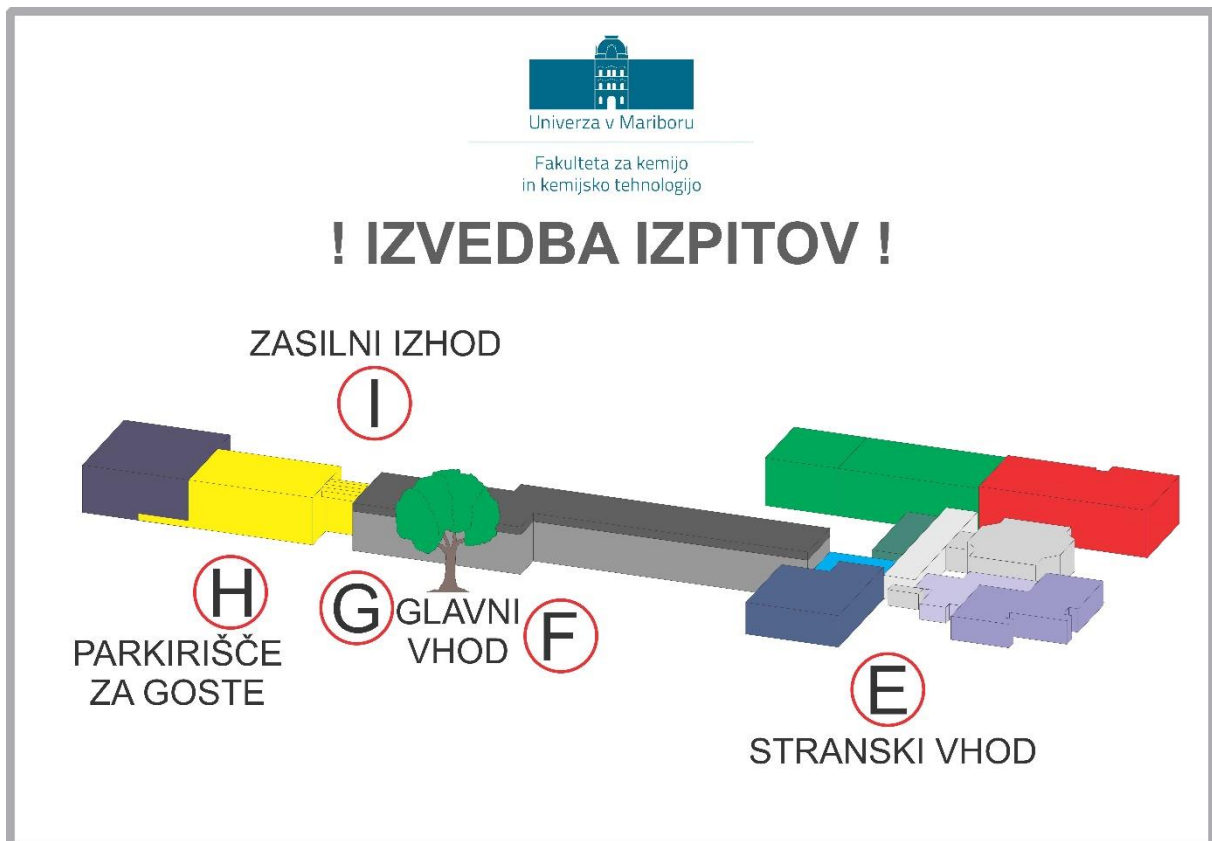 Univerza v Mariboru
Fakulteta za kemijo
in kemijsko tehnologijo
! IZVEDBA IZPITOV !
ZASILNI IZHOD
I
H
PARKIRIŠČE
ZA GOSTE
G
GLAVNI
VHOD
F
E
STRANSKI VHOD